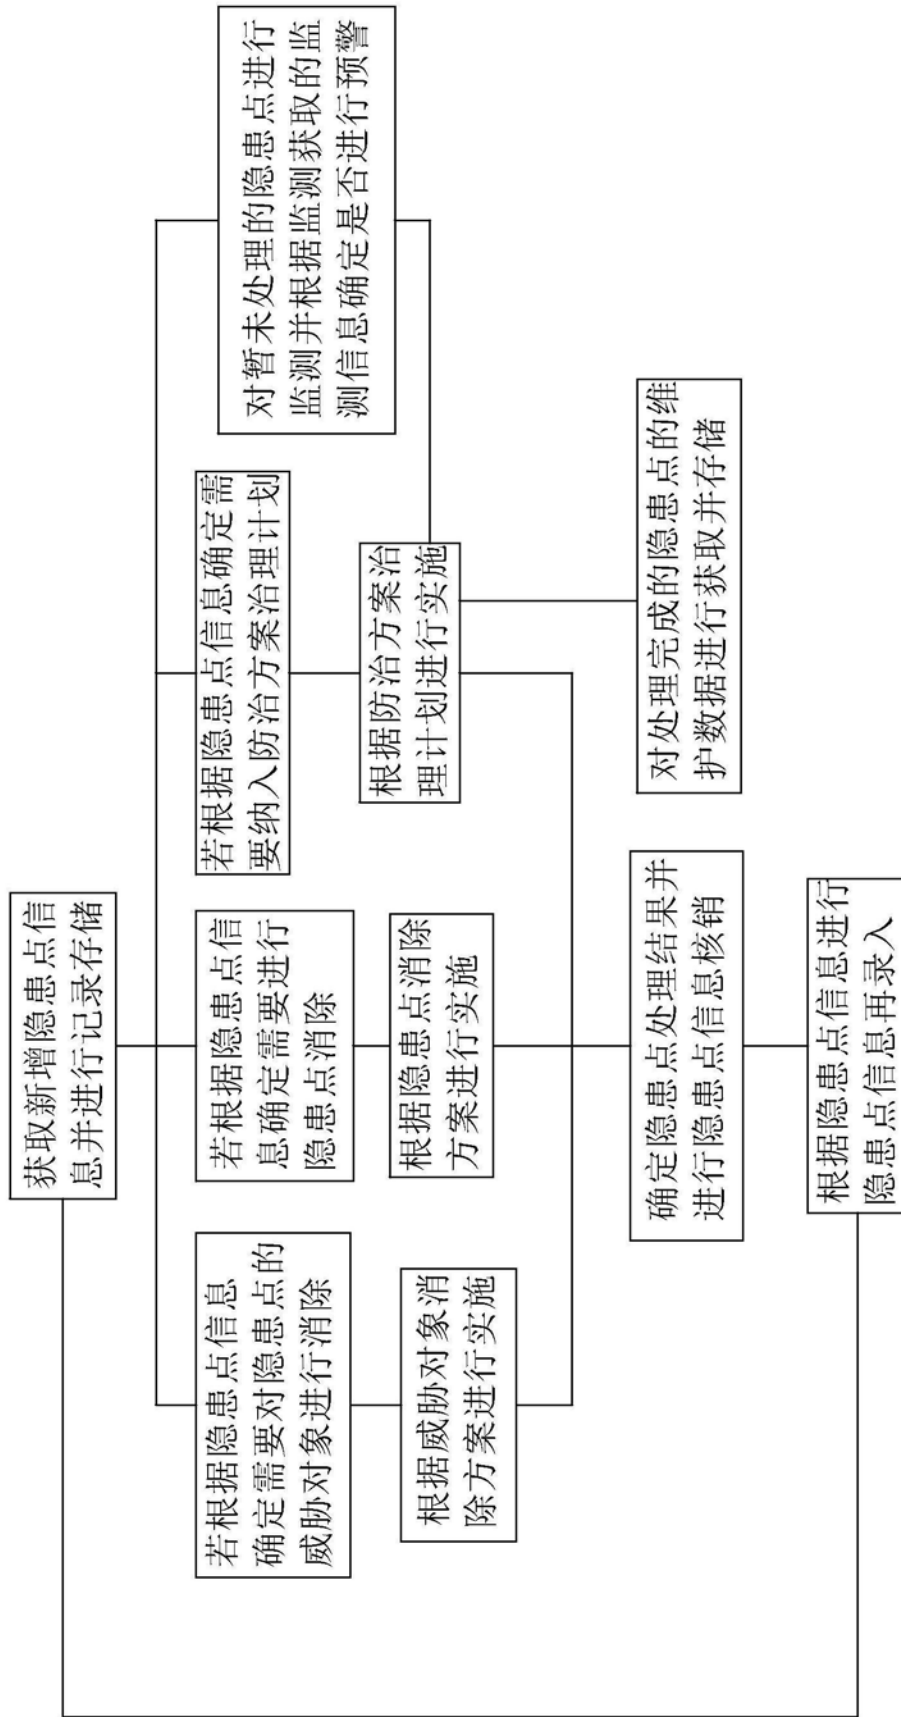 获取新增隐患点信
息并进行记录存储
若根据隐患点信息
确定需要对隐患点的
威胁对象进行消除
若根据隐患点信
息确定需要进行
隐患点消除
若根据隐患点信息确定需
要纳入防治方案治理计划
对暂未处理的隐患点进行
监测并根据监测获取的监
测信息确定是否进行预警
根据威胁对象消
除方案进行实施
根据隐患点消除
方案进行实施
根据防治方案治
理计划进行实施
确定隐患点处理结果并
进行隐患点信息核销
对处理完成的隐患点的维
护数据进行获取并存储
根据隐患点信息进行
隐患点信息再录入